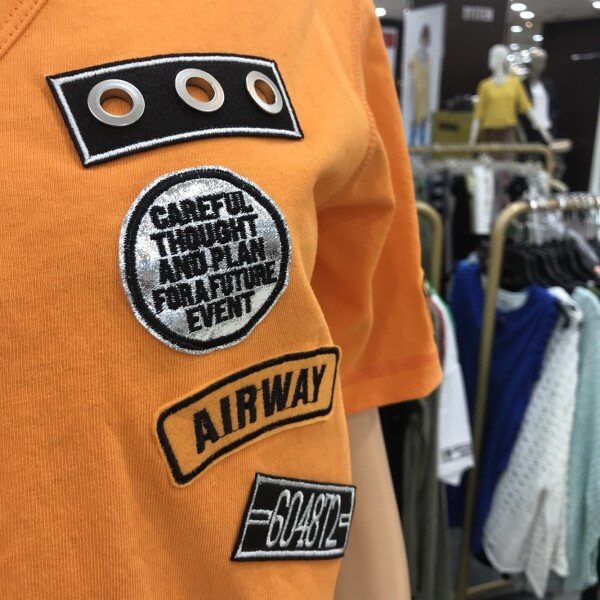 CAREFUL
THOUGHT
AND PLAN
FOR A FUTURE
EVENT
AIRWAY
=604872=